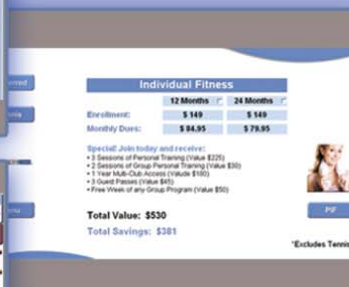 Individual Fitness
12 Months 24 Months
Enrollment: $ 149 $ 149
Monthly Dues: $ 84.95 $ 79.95
Special! Join today and receive:
• 3 Sessions of Personal Training (Value $225)
• 2 Sessions of Group Personal Training (Value $30)
• 1 Year Multi-Club Access (Value $180)
• 3 Guest Passes (Value $45)
• Free Week of any Group Program (Value $50)
Total Value: $530
Total Savings: $381
PIF
*Excludes Tennis